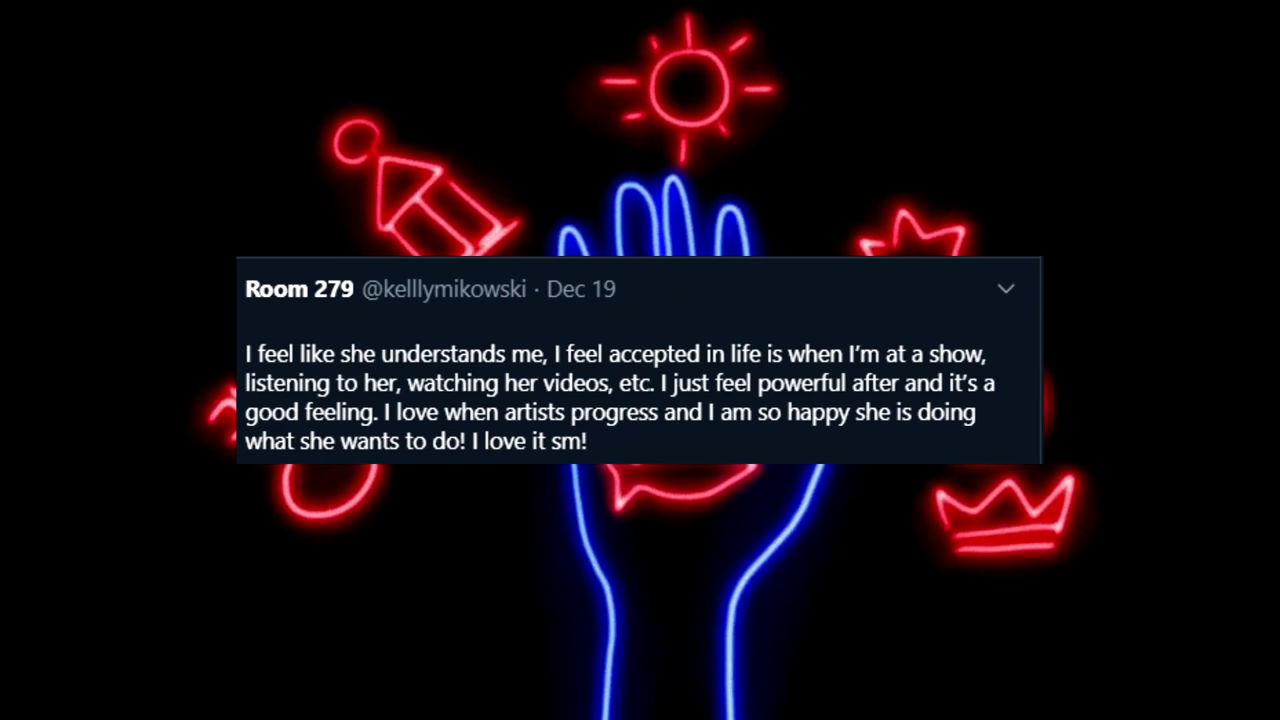 Room 279 @kelllymikowski · Dec 19
I feel like she understands me, I feel accepted in life is when I’m at a show,
listening to her, watching her videos, etc. I just feel powerful after and it’s a
good feeling. I love when artists progress and I am so happy she is doing
what she wants to do! I love it sm!